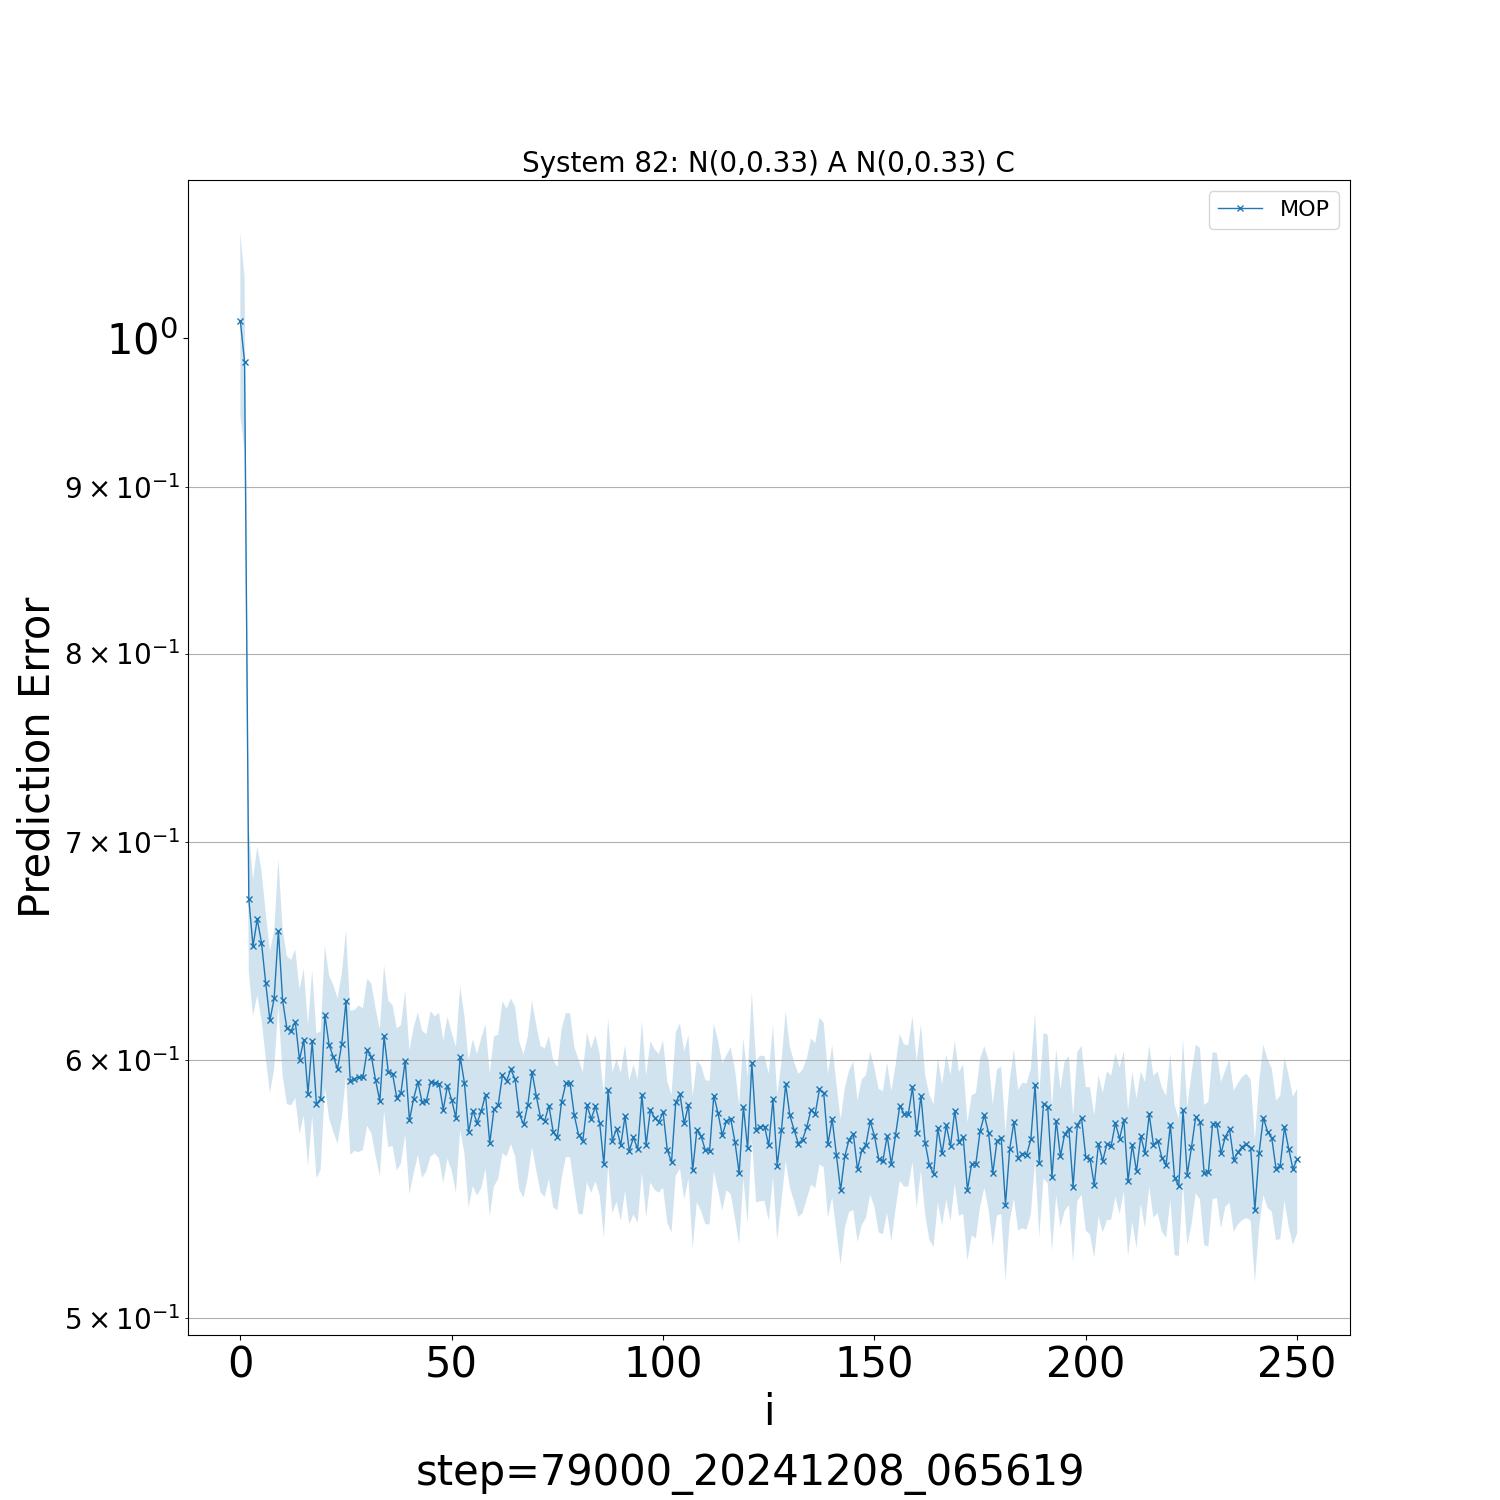 System 82: N(0,0.33) A N(0,0.33) C
MOP
10⁰
9 × 10⁻¹
8 × 10⁻¹
7 × 10⁻¹
6 × 10⁻¹
5 × 10⁻¹
Prediction Error
0 50 100 150 200 250
i
step=79000_20241208_065619